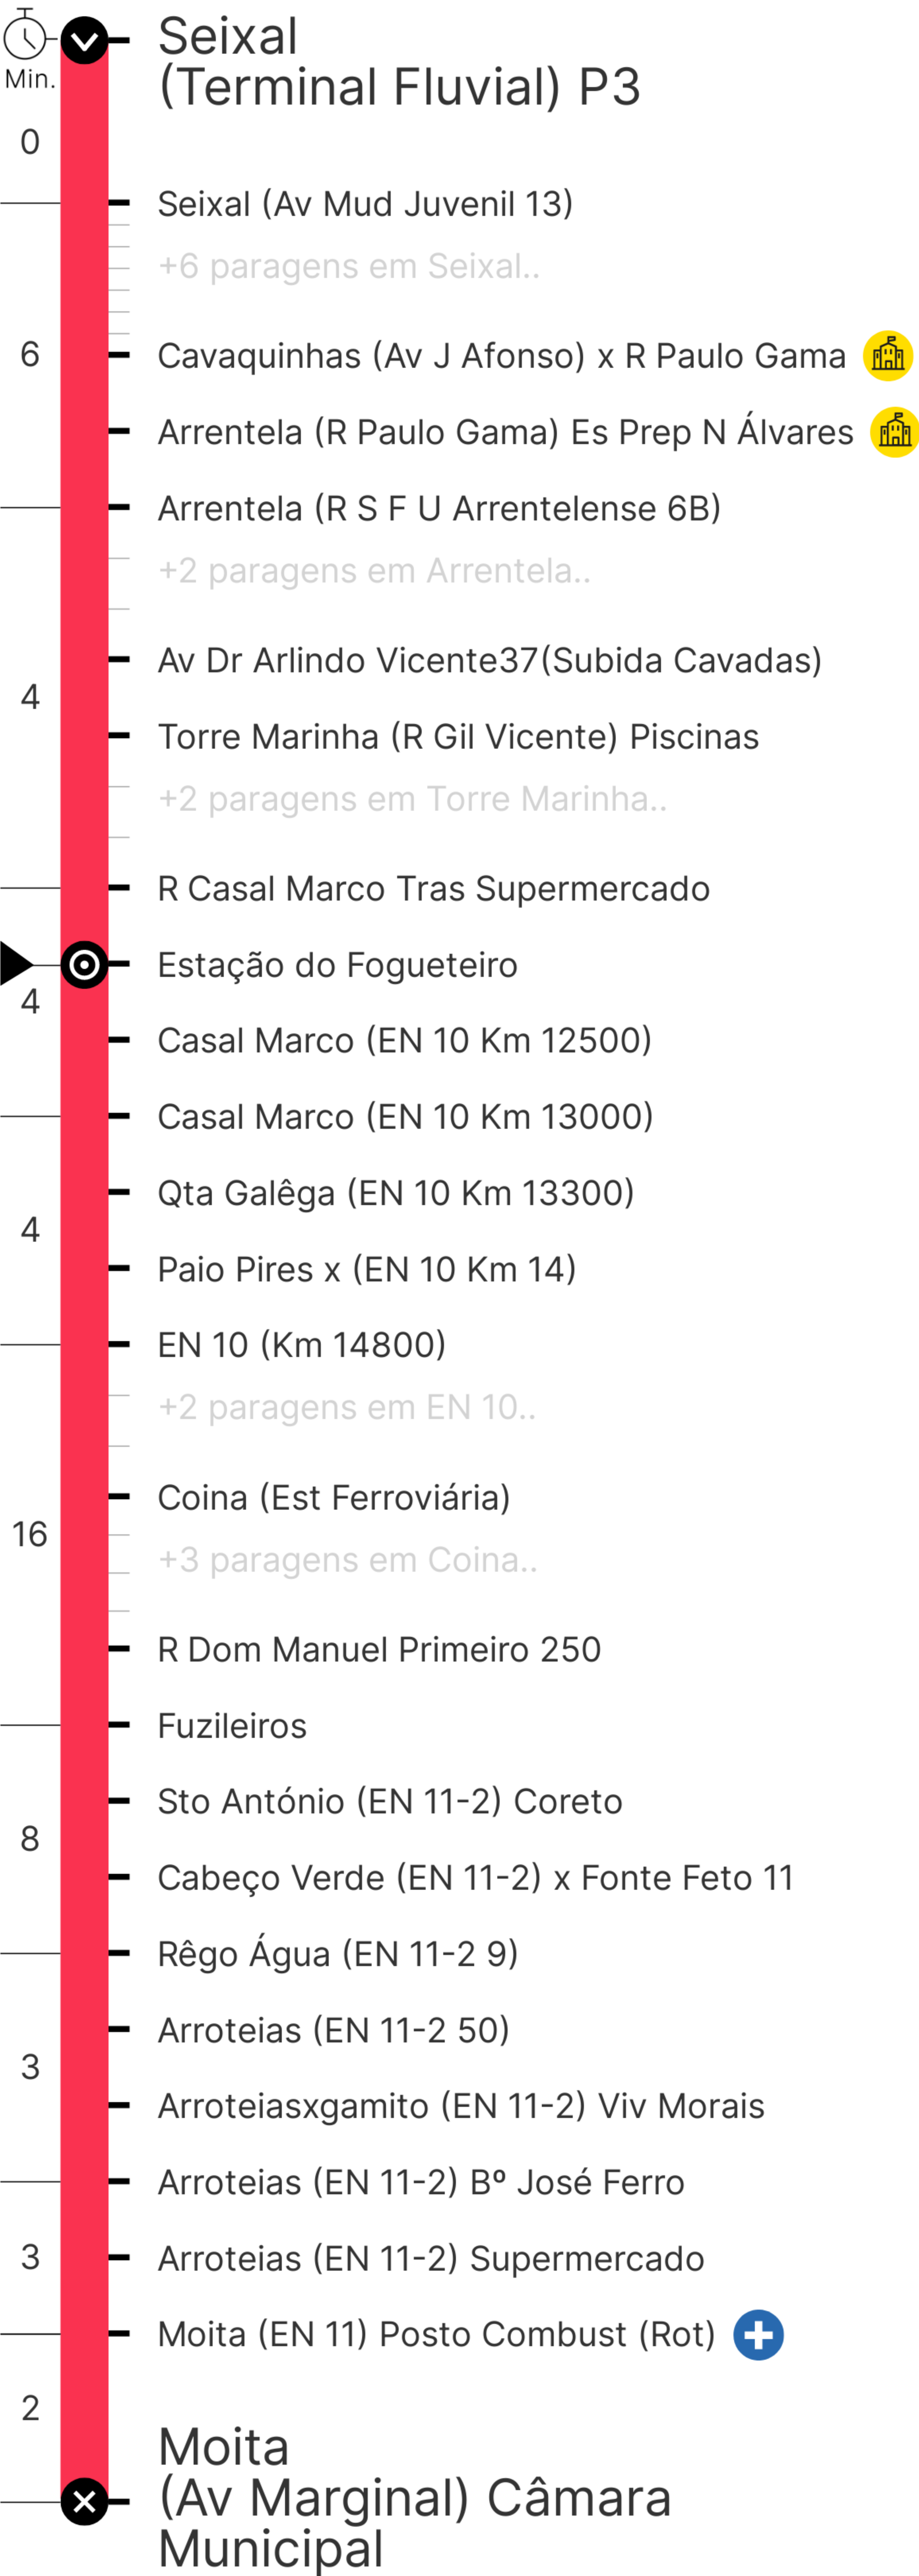 Seixal
(Terminal Fluvial) P3
Min.
0
Seixal (Av Mud Juvenil 13)
+6 paragens em Seixal..
6
Cavaquinhas (Av J Afonso) x R Paulo Gama
Arrentela (R Paulo Gama) Es Prep N Álvares
Arrentela (R S F U Arrentelense 6B)
+2 paragens em Arrentela..
Av Dr Arlindo Vicente37(Subida Cavadas)
4
Torre Marinha (R Gil Vicente) Piscinas
+2 paragens em Torre Marinha..
R Casal Marco Tras Supermercado
Estação do Fogueteiro
4
Casal Marco (EN 10 Km 12500)
Casal Marco (EN 10 Km 13000)
Qta Galêga (EN 10 Km 13300)
4
Paio Pires x (EN 10 Km 14)
EN 10 (Km 14800)
+2 paragens em EN 10..
Coina (Est Ferroviária)
16
+3 paragens em Coina..
R Dom Manuel Primeiro 250
Fuzileiros
Sto António (EN 11-2) Coreto
8
Cabeço Verde (EN 11-2) x Fonte Feto 11
Rêgo Água (EN 11-2 9)
Arroteias (EN 11-2 50)
3
Arroteiasxgamito (EN 11-2) Viv Morais
Arroteias (EN 11-2) Bº José Ferro
3
Arroteias (EN 11-2) Supermercado
Moita (EN 11) Posto Combust (Rot)
2
Moita
(Av Marginal) Câmara
Municipal